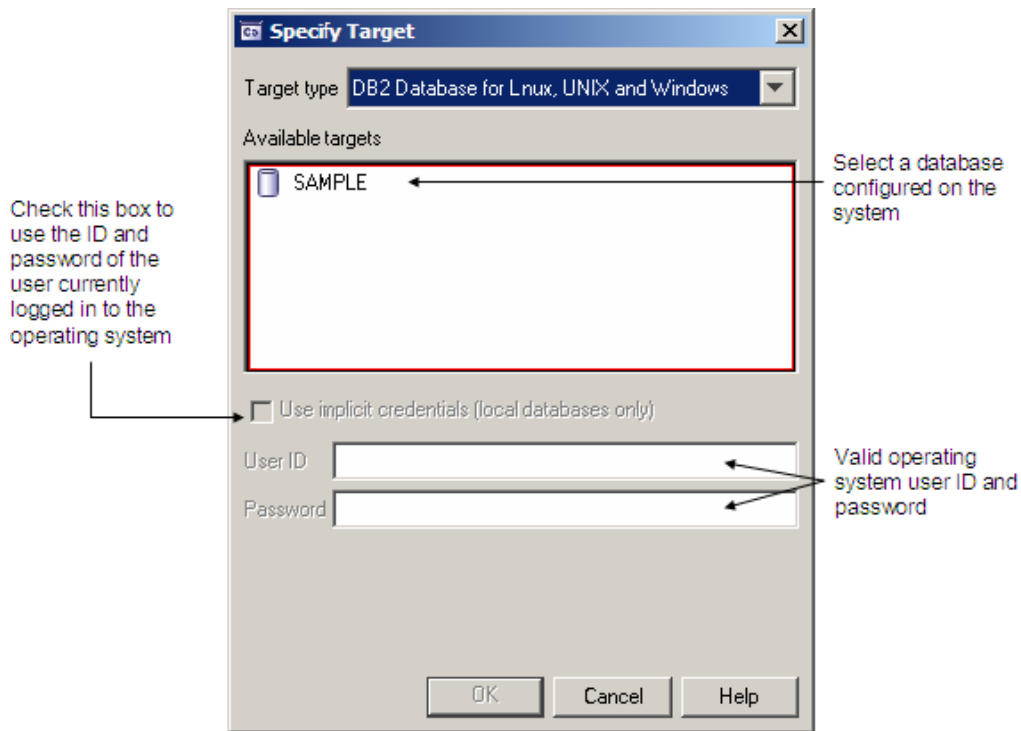 Specify Target
Target type DB2 Database for Lnux, UNIX and Windows
Available targets
SAMPLE
Select a database
configured on the
system
Check this box to
use the ID and
password of the
user currently
logged in to the
operating system
Use implicit credentials (local databases only)
User ID
Password
Valid operating
system user ID and
password
OK Cancel Help